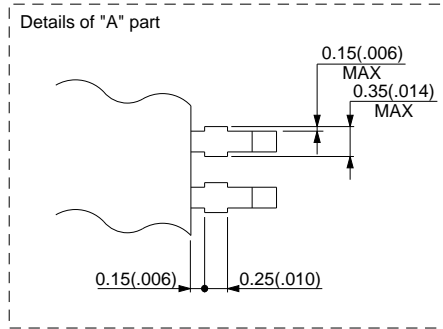 Details of "A" part
0.15(.006)
MAX
0.35(.014)
MAX
0.15(.006)
0.25(.010)